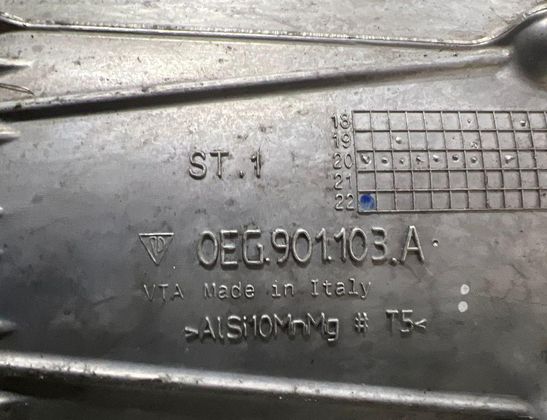 18
19
20
21
22
ST.1
0EG.901.103.A
VTA Made in Italy
>AlSi10MnMg # T5<